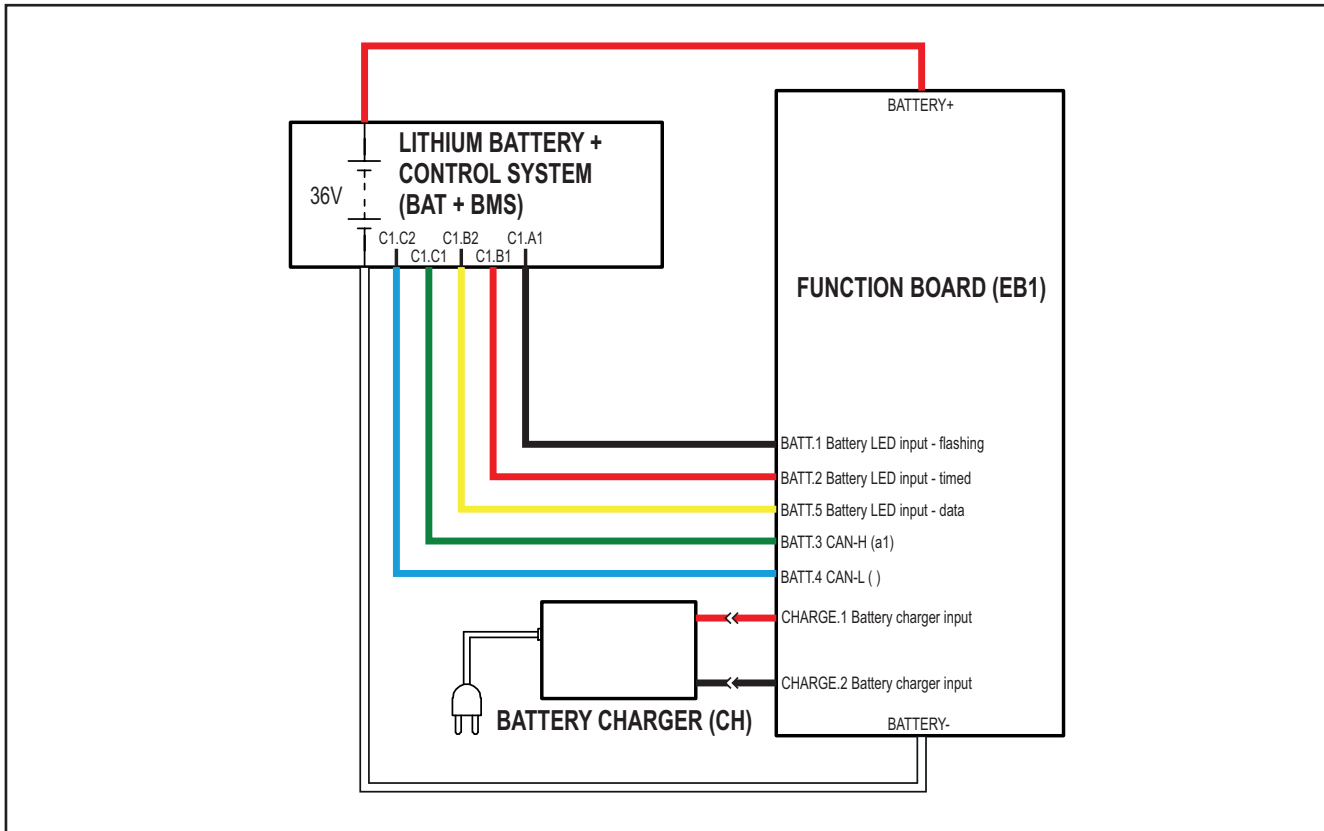 BATTERY+
LITHIUM BATTERY +
CONTROL SYSTEM
(BAT + BMS)
36V
C1.C2
C1.B2
C1.A1
C1.C1
C1.B1
FUNCTION BOARD (EB1)
BATT.1 Battery LED input - flashing
BATT.2 Battery LED input - timed
BATT.5 Battery LED input - data
BATT.3 CAN-H (a1)
BATT.4 CAN-L ( )
CHARGE.1 Battery charger input
CHARGE.2 Battery charger input
BATTERY CHARGER (CH)
BATTERY-